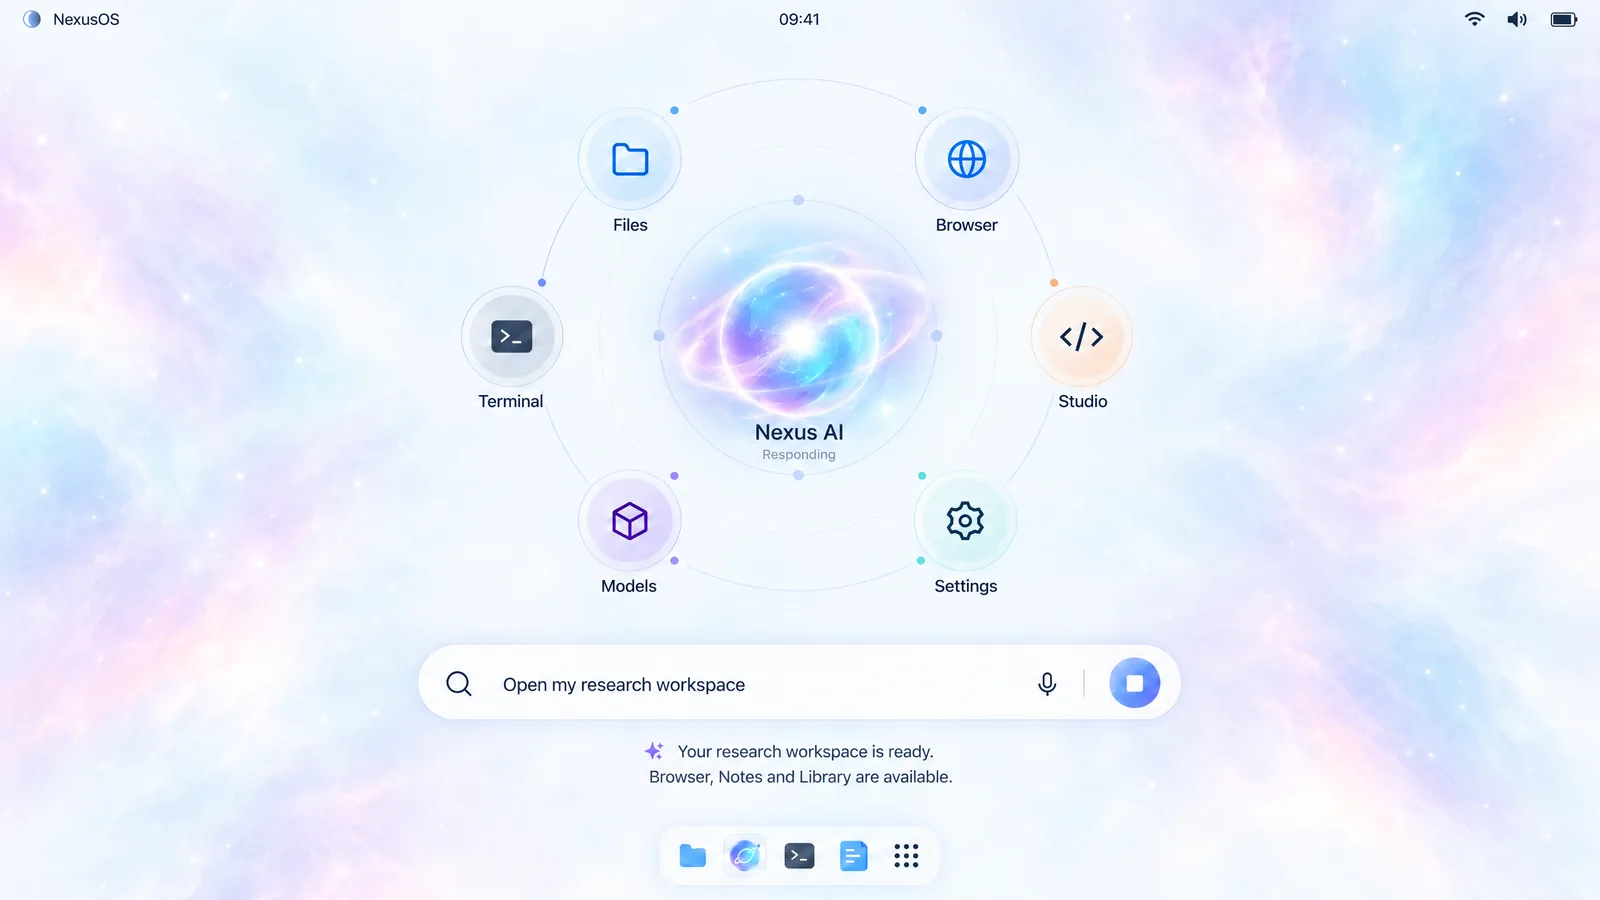 NexusOS
09:41
Files
Browser
Terminal
Studio
Nexus AI
Responding
Models
Settings
Open my research workspace
Your research workspace is ready.
Browser, Notes and Library are available.